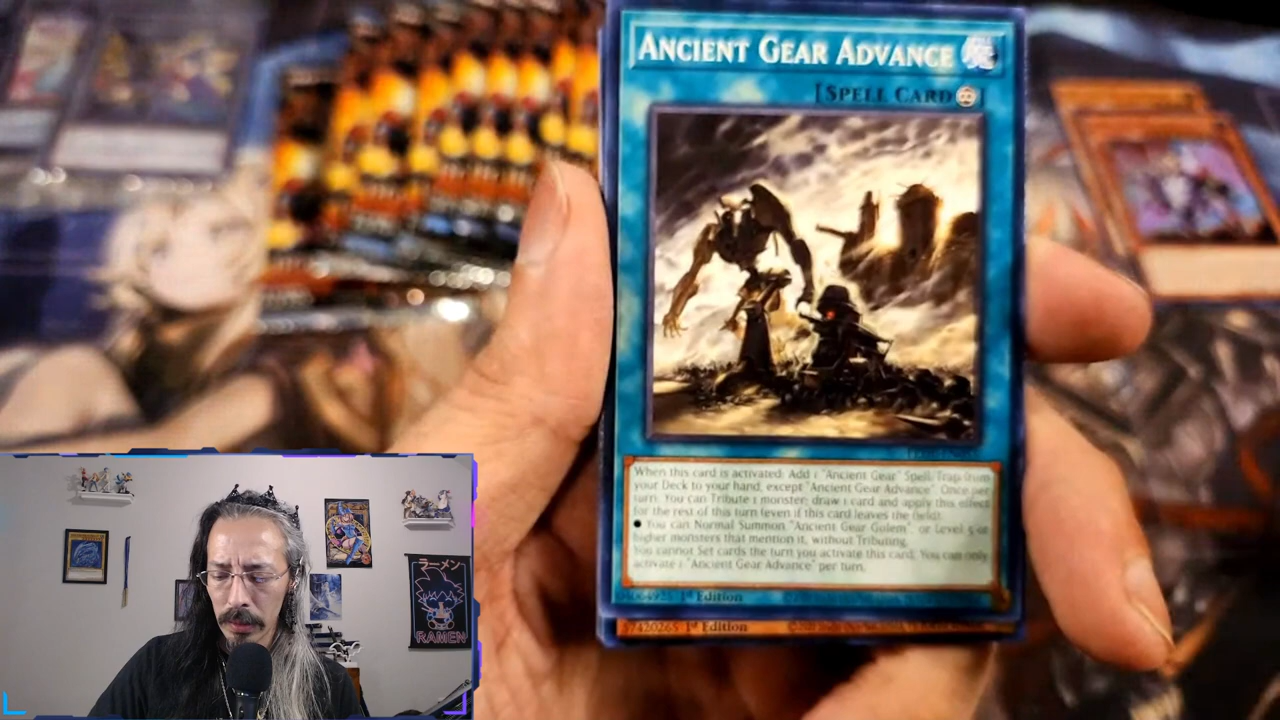 ANCIENT GEAR ADVANCE
[SPELL CARD
When this card is activated: Add 1 "Ancient Gear" Spell/Trap from
your Deck to your hand, except "Ancient Gear Advance". Once per
turn: You can Tribute 1 monster; draw 1 card and apply this effect
for the rest of this turn (even if this card leaves the field).
● You can Normal Summon "Ancient Gear Golem", or Level 5 or
higher monsters that mention it, without Tributing.
You cannot Set cards the turn you activate this card. You can only
activate 1 "Ancient Gear Advance" per turn.
1st Edition
37420265 1st Edition
ラーメン
RAMEN